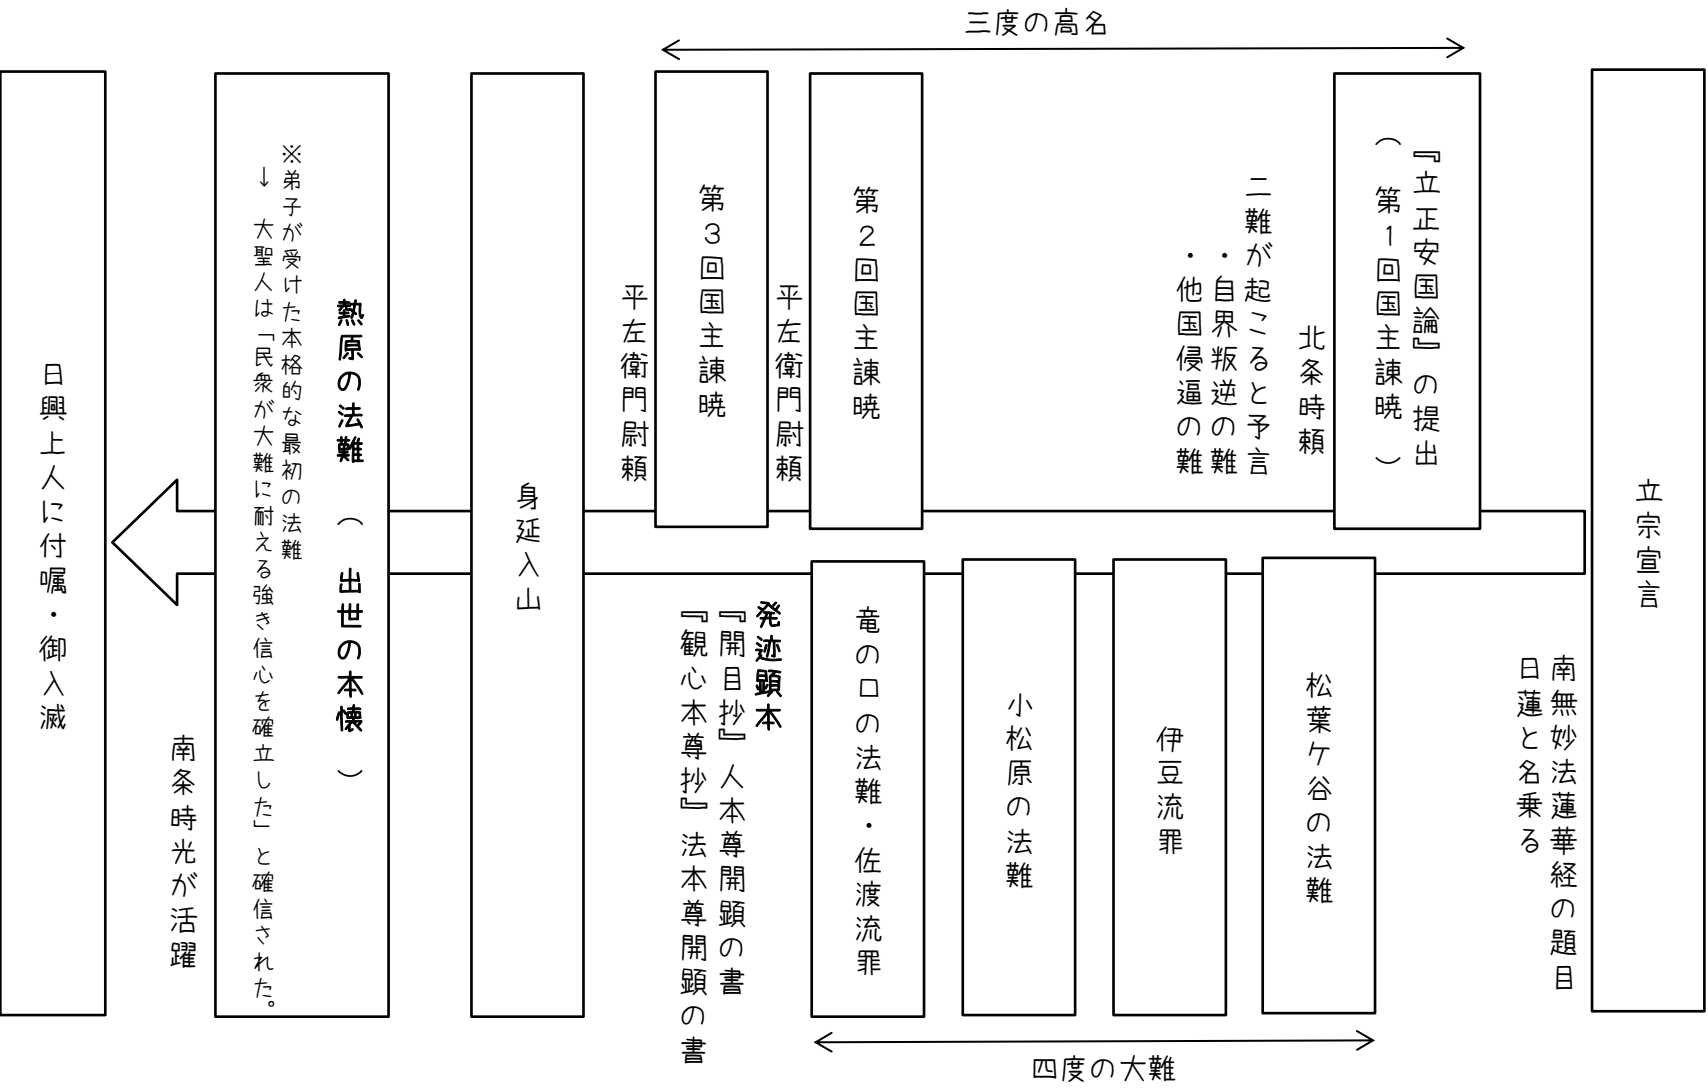 三度の高名
立宗宣言
南無妙法蓮華経の題目
日蓮と名乗る
『立正安国論』の提出
（第1回国主諌暁）
北条時頼
二難が起こると予言
・自界叛逆の難
・他国侵逼の難
松葉ケ谷の法難
伊豆流罪
小松原の法難
第2回国主諌暁
平左衛門尉頼
竜の口の法難・佐渡流罪
四度の大難
発迹顕本
『開目抄』人本尊開顕の書
『観心本尊抄』法本尊開顕の書
第3回国主諌暁
平左衛門尉頼
身延入山
熱原の法難（出世の本懐）
※弟子が受けた本格的な最初の法難
→大聖人は「民衆が大難に耐える強き信心を確立した」と確信された。
南条時光が活躍
日興上人に付嘱・御入滅